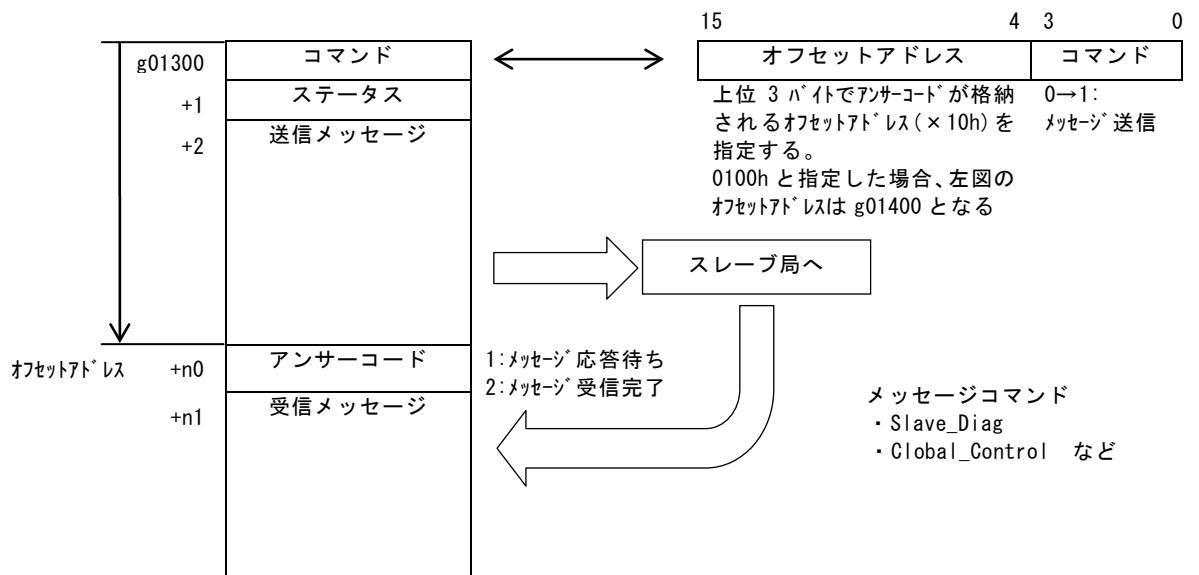 15 4 3 0
g01300 コマンド オフセットアドレス コマンド
+1 ステータス
+2 送信メッセージ
上位 3 ﾊﾞｲﾄでｱﾝｻｰｺｰﾄﾞが格納
されるｵﾌｾｯﾄｱﾄﾞﾚｽ(×10h)を
指定する。
0100h と指定した場合、左図の
ｵﾌｾｯﾄｱﾄﾞﾚｽは g01400 となる
0→1:
ﾒｯｾｰｼﾞ送信
スレーブ局へ
ｵﾌｾｯﾄｱﾄﾞﾚｽ +n0 アンサーコード
1:ﾒｯｾｰｼﾞ応答待ち
2:ﾒｯｾｰｼﾞ受信完了
+n1 受信メッセージ
メッセージコマンド
・Slave_Diag
・Clobal_Control など